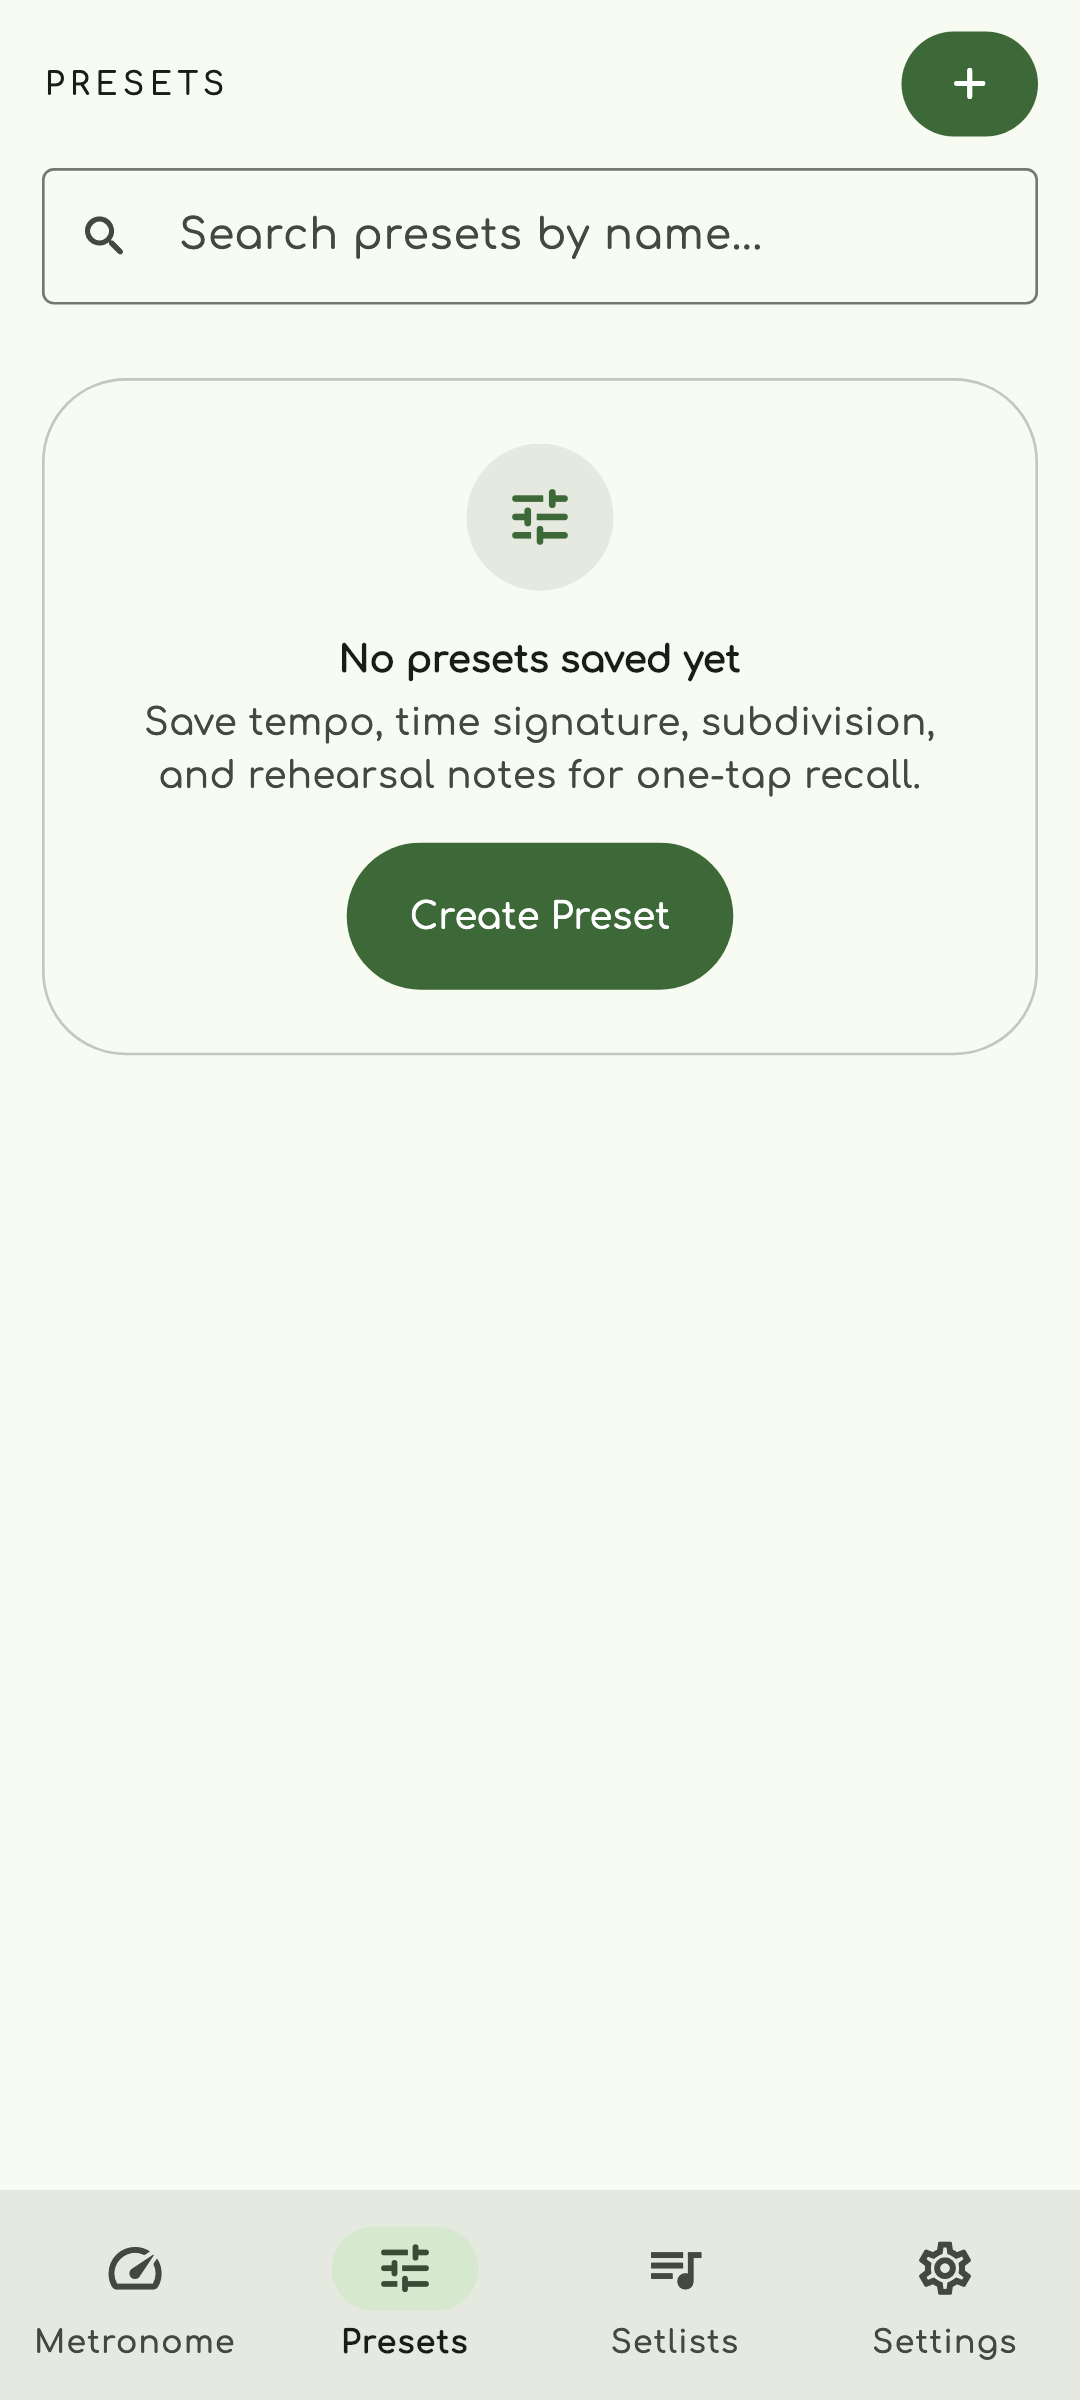 PRESETS
Search presets by name...
No presets saved yet
Save tempo, time signature, subdivision,
and rehearsal notes for one-tap recall.
Create Preset
Metronome
Presets
Setlists
Settings